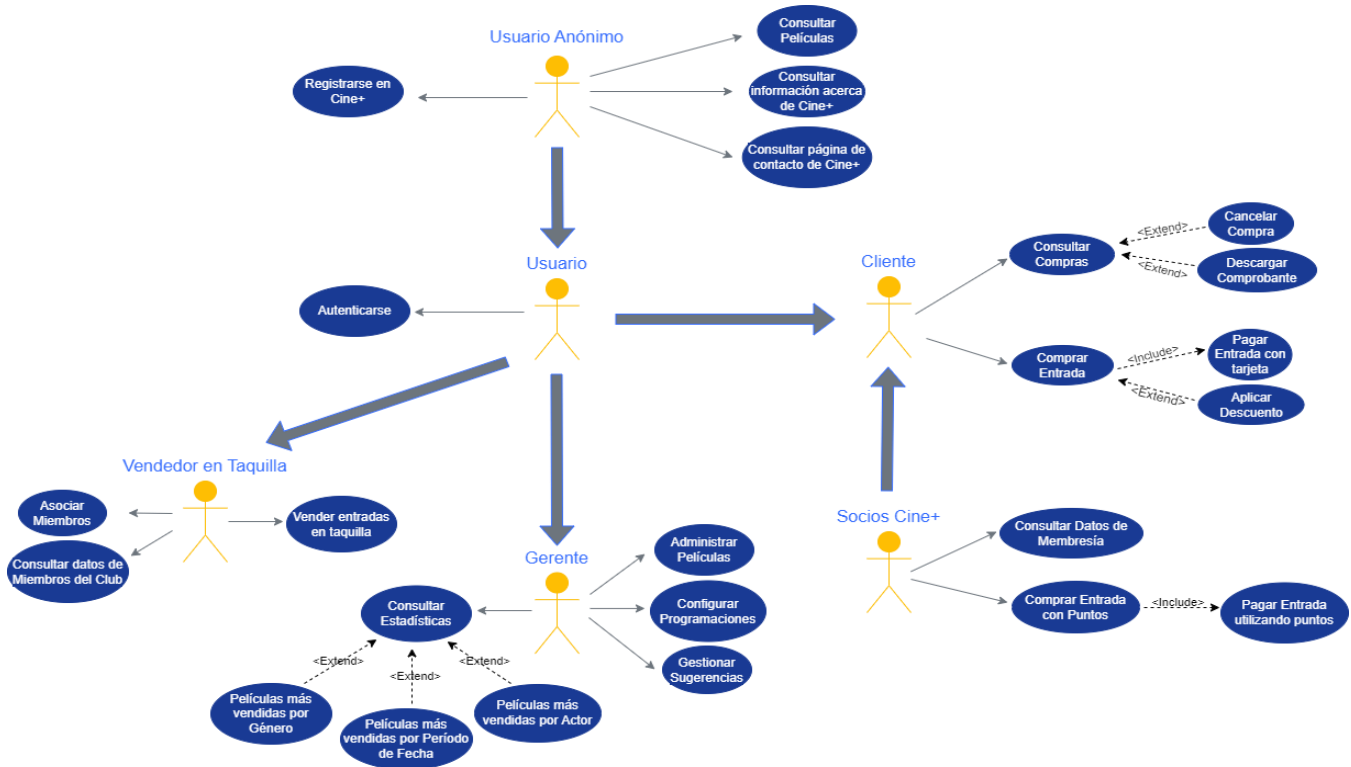 Usuario Anónimo
Registrarse en
Cine+
Consultar
Películas
Consultar
información acerca
de Cine+
Consultar página de
contacto de Cine+
Usuario
Autenticarse
Cliente
Consultar
Compras
<Extend>
Cancelar
Compra
<Extend>
Descargar
Comprobante
Comprar
Entrada
<Include>
Pagar
Entrada con
tarjeta
<Extend>
Aplicar
Descuento
Vendedor en Taquilla
Asociar
Miembros
Consultar datos de
Miembros del Club
Vender entradas
en taquilla
Gerente
Administrar
Películas
Configurar
Programaciones
Gestionar
Sugerencias
Consultar
Estadísticas
<Extend>
<Extend>
<Extend>
Películas más
vendidas por
Género
Películas más
vendidas por Período
de Fecha
Películas más
vendidas por Actor
Socios Cine+
Consultar Datos de
Membresía
Comprar Entrada
con Puntos
<Include>
Pagar Entrada
utilizando puntos